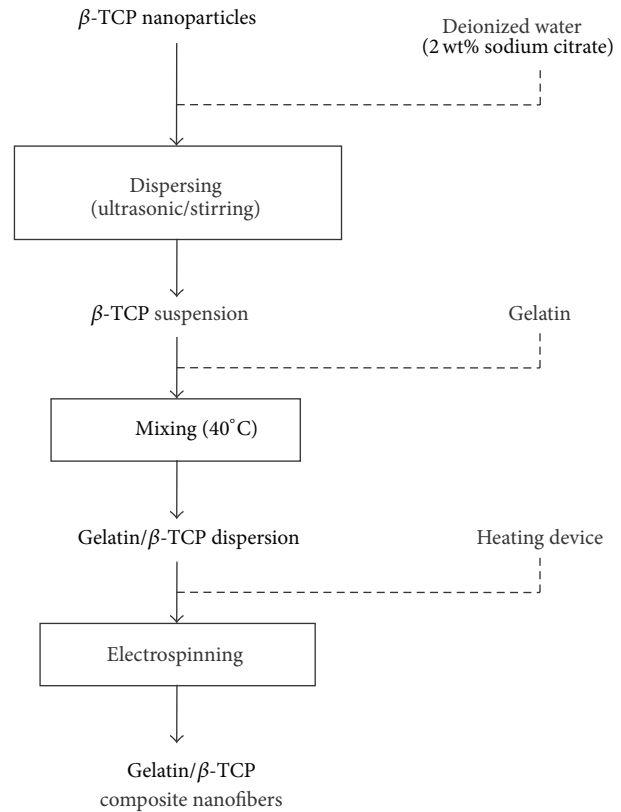 β-TCP nanoparticles
Deionized water
(2 wt% sodium citrate)
Dispersing
(ultrasonic/stirring)
β-TCP suspension
Gelatin
Mixing (40°C)
Gelatin/β-TCP dispersion
Heating device
Electrospinning
Gelatin/β-TCP
composite nanofibers